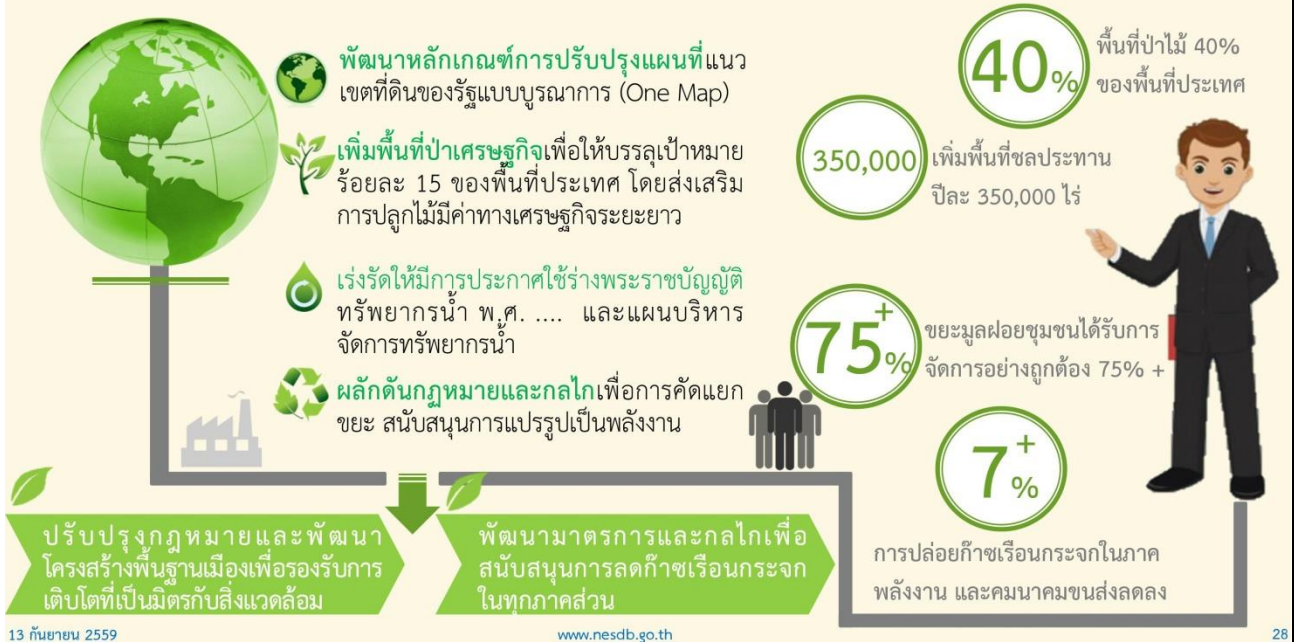 พัฒนาหลักเกณฑ์การปรับปรุงแผนที่แนว
เขตที่ดินของรัฐแบบบูรณาการ (One Map)
เพิ่มพื้นที่ป่าเศรษฐกิจเพื่อให้บรรลุเป้าหมาย
ร้อยละ 15 ของพื้นที่ประเทศ โดยส่งเสริม
การปลูกไม้มีค่าทางเศรษฐกิจระยะยาว
เร่งรัดให้มีการประกาศใช้ร่างพระราชบัญญัติ
ทรัพยากรน้ำ พ.ศ. .... และแผนบริหาร
จัดการทรัพยากรน้ำ
ผลักดันกฎหมายและกลไกเพื่อการคัดแยก
ขยะ สนับสนุนการแปรรูปเป็นพลังงาน
40%
พื้นที่ป่าไม้ 40%
ของพื้นที่ประเทศ
350,000
เพิ่มพื้นที่ชลประทาน
ปีละ 350,000 ไร่
75+%
ขยะมูลฝอยชุมชนได้รับการ
จัดการอย่างถูกต้อง 75% +
7+%
การปล่อยก๊าซเรือนกระจกในภาค
พลังงาน และคมนาคมขนส่งลดลง
ปรับปรุงกฎหมายและพัฒนา
โครงสร้างพื้นฐานเมืองเพื่อรองรับการ
เติบโตที่เป็นมิตรกับสิ่งแวดล้อม
พัฒนามาตรการและกลไกเพื่อ
สนับสนุนการลดก๊าซเรือนกระจก
ในทุกภาคส่วน
13 กันยายน 2559
www.nesdb.go.th
28